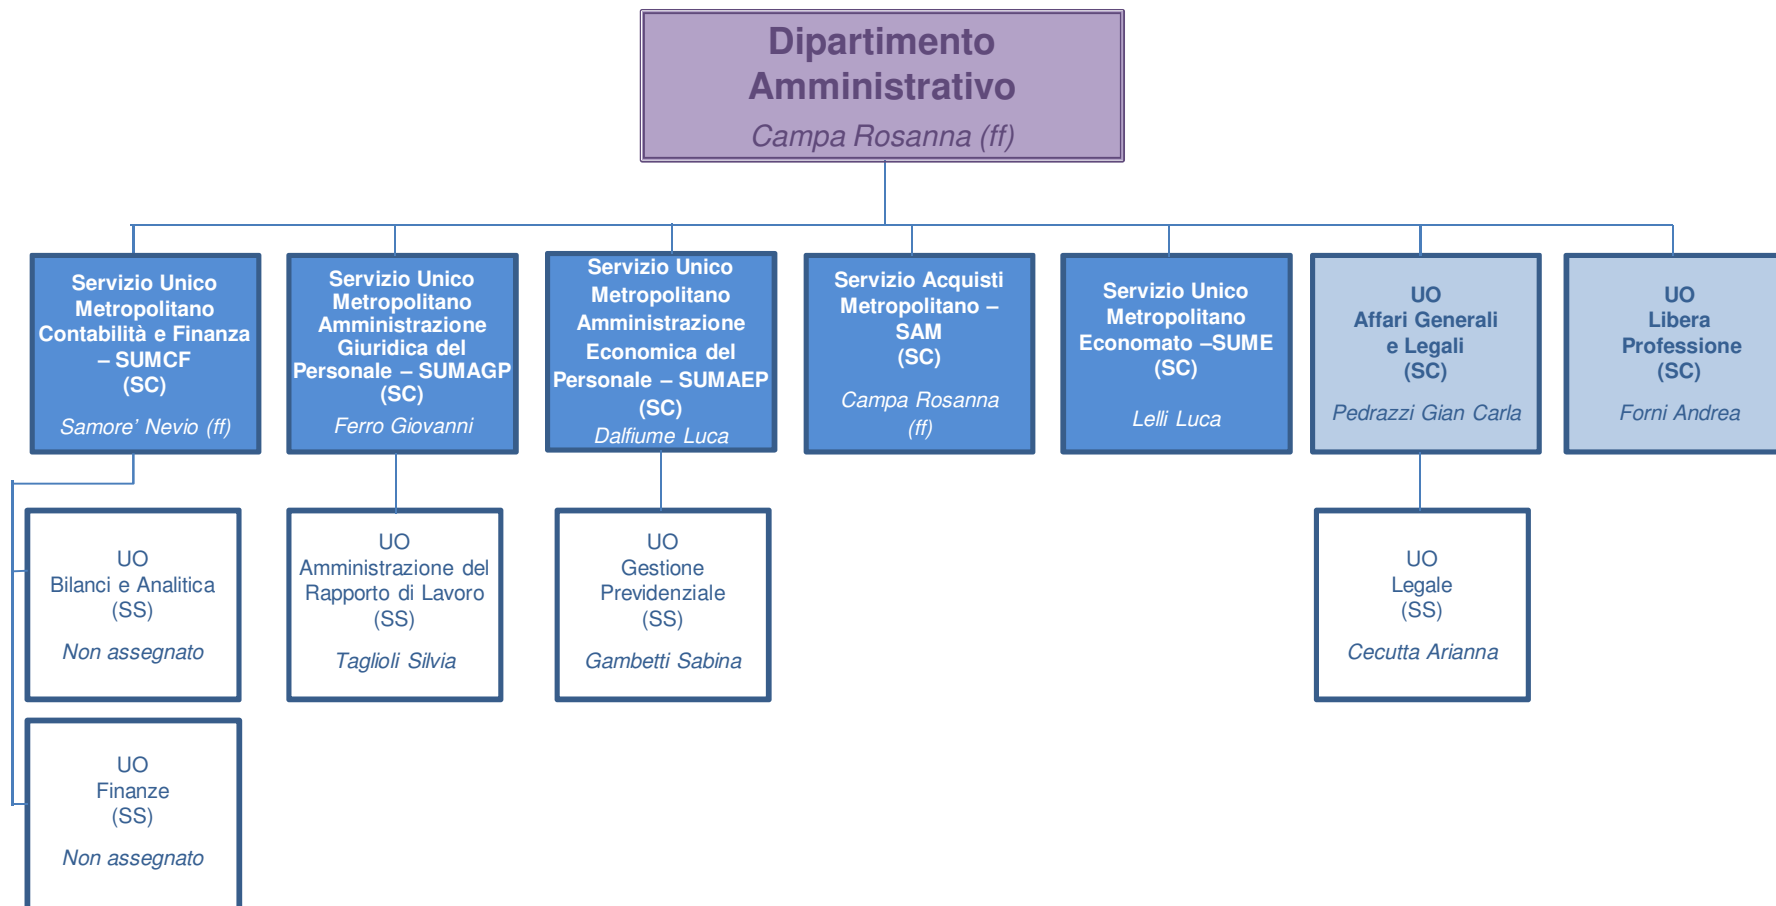 Dipartimento
Amministrativo
Campa Rosanna (ff)
Servizio Unico
Metropolitano
Contabilità e Finanza
– SUMCF
(SC)
Samore’ Nevio (ff)
Servizio Unico
Metropolitano
Amministrazione
Giuridica del
Personale – SUMAGP
(SC)
Ferro Giovanni
Servizio Unico
Metropolitano
Amministrazione
Economica del
Personale – SUMAEP
(SC)
Dalfiume Luca
Servizio Acquisti
Metropolitano –
SAM
(SC)
Campa Rosanna
(ff)
Servizio Unico
Metropolitano
Economato –SUME
(SC)
Lelli Luca
UO
Affari Generali
e Legali
(SC)
Pedrazzi Gian Carla
UO
Libera
Professione
(SC)
Forni Andrea
UO
Bilanci e Analitica
(SS)
Non assegnato
UO
Amministrazione del
Rapporto di Lavoro
(SS)
Taglioli Silvia
UO
Gestione
Previdenziale
(SS)
Gambetti Sabina
UO
Legale
(SS)
Cecutta Arianna
UO
Finanze
(SS)
Non assegnato